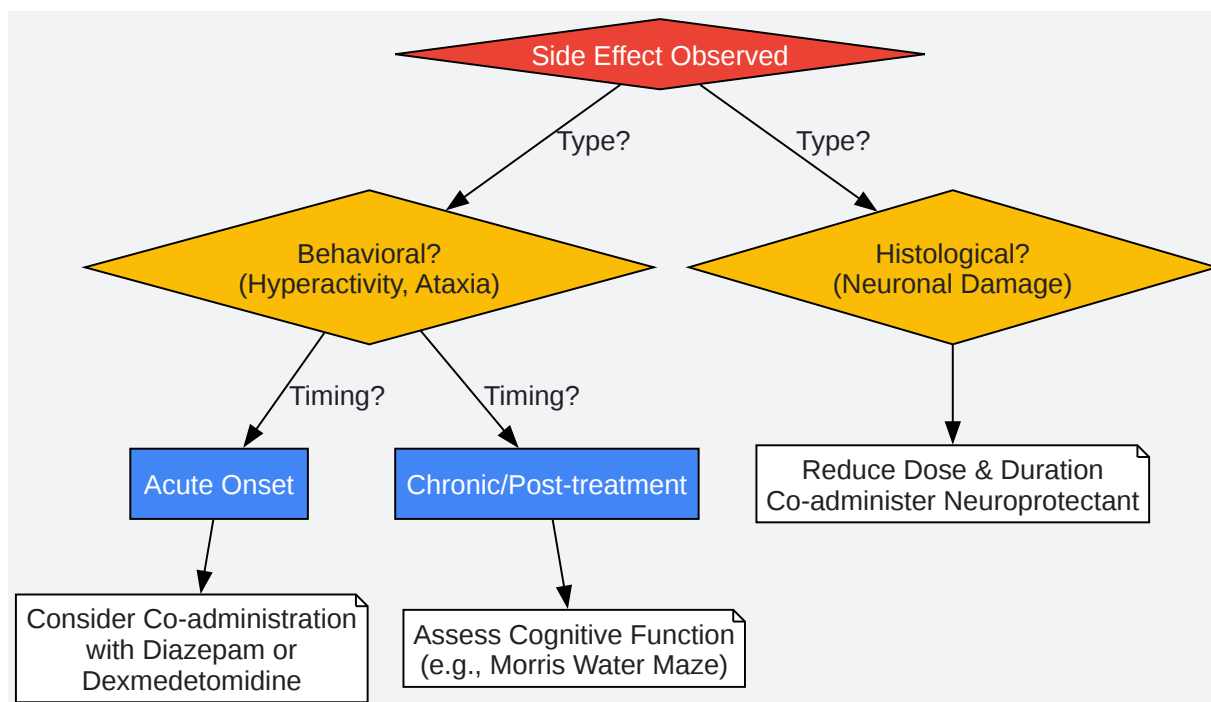 Side Effect Observed
Type?
Type?
Behavioral?
(Hyperactivity, Ataxia)
Histological?
(Neuronal Damage)
Timing?
Timing?
Acute Onset
Chronic/Post-treatment
Reduce Dose & Duration
Co-administer Neuroprotectant
Consider Co-administration
with Diazepam or
Dexmedetomidine
Assess Cognitive Function
(e.g., Morris Water Maze)